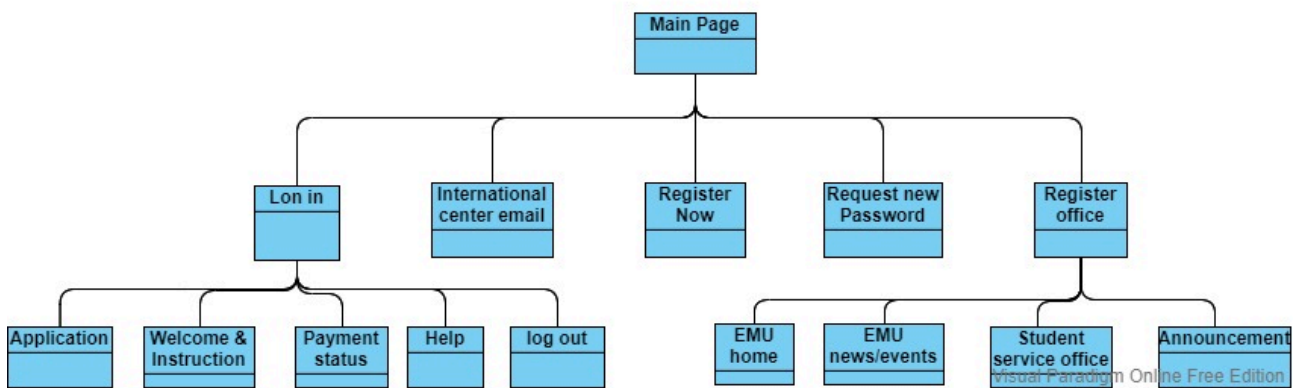 Main Page
Lon in
International
center email
Register
Now
Request new
Password
Register
office
Application
Welcome &
Instruction
Payment
status
Help
log out
EMU
home
EMU
news/events
Student
service office
Announcement
Visual Paradigm Online Free Edition